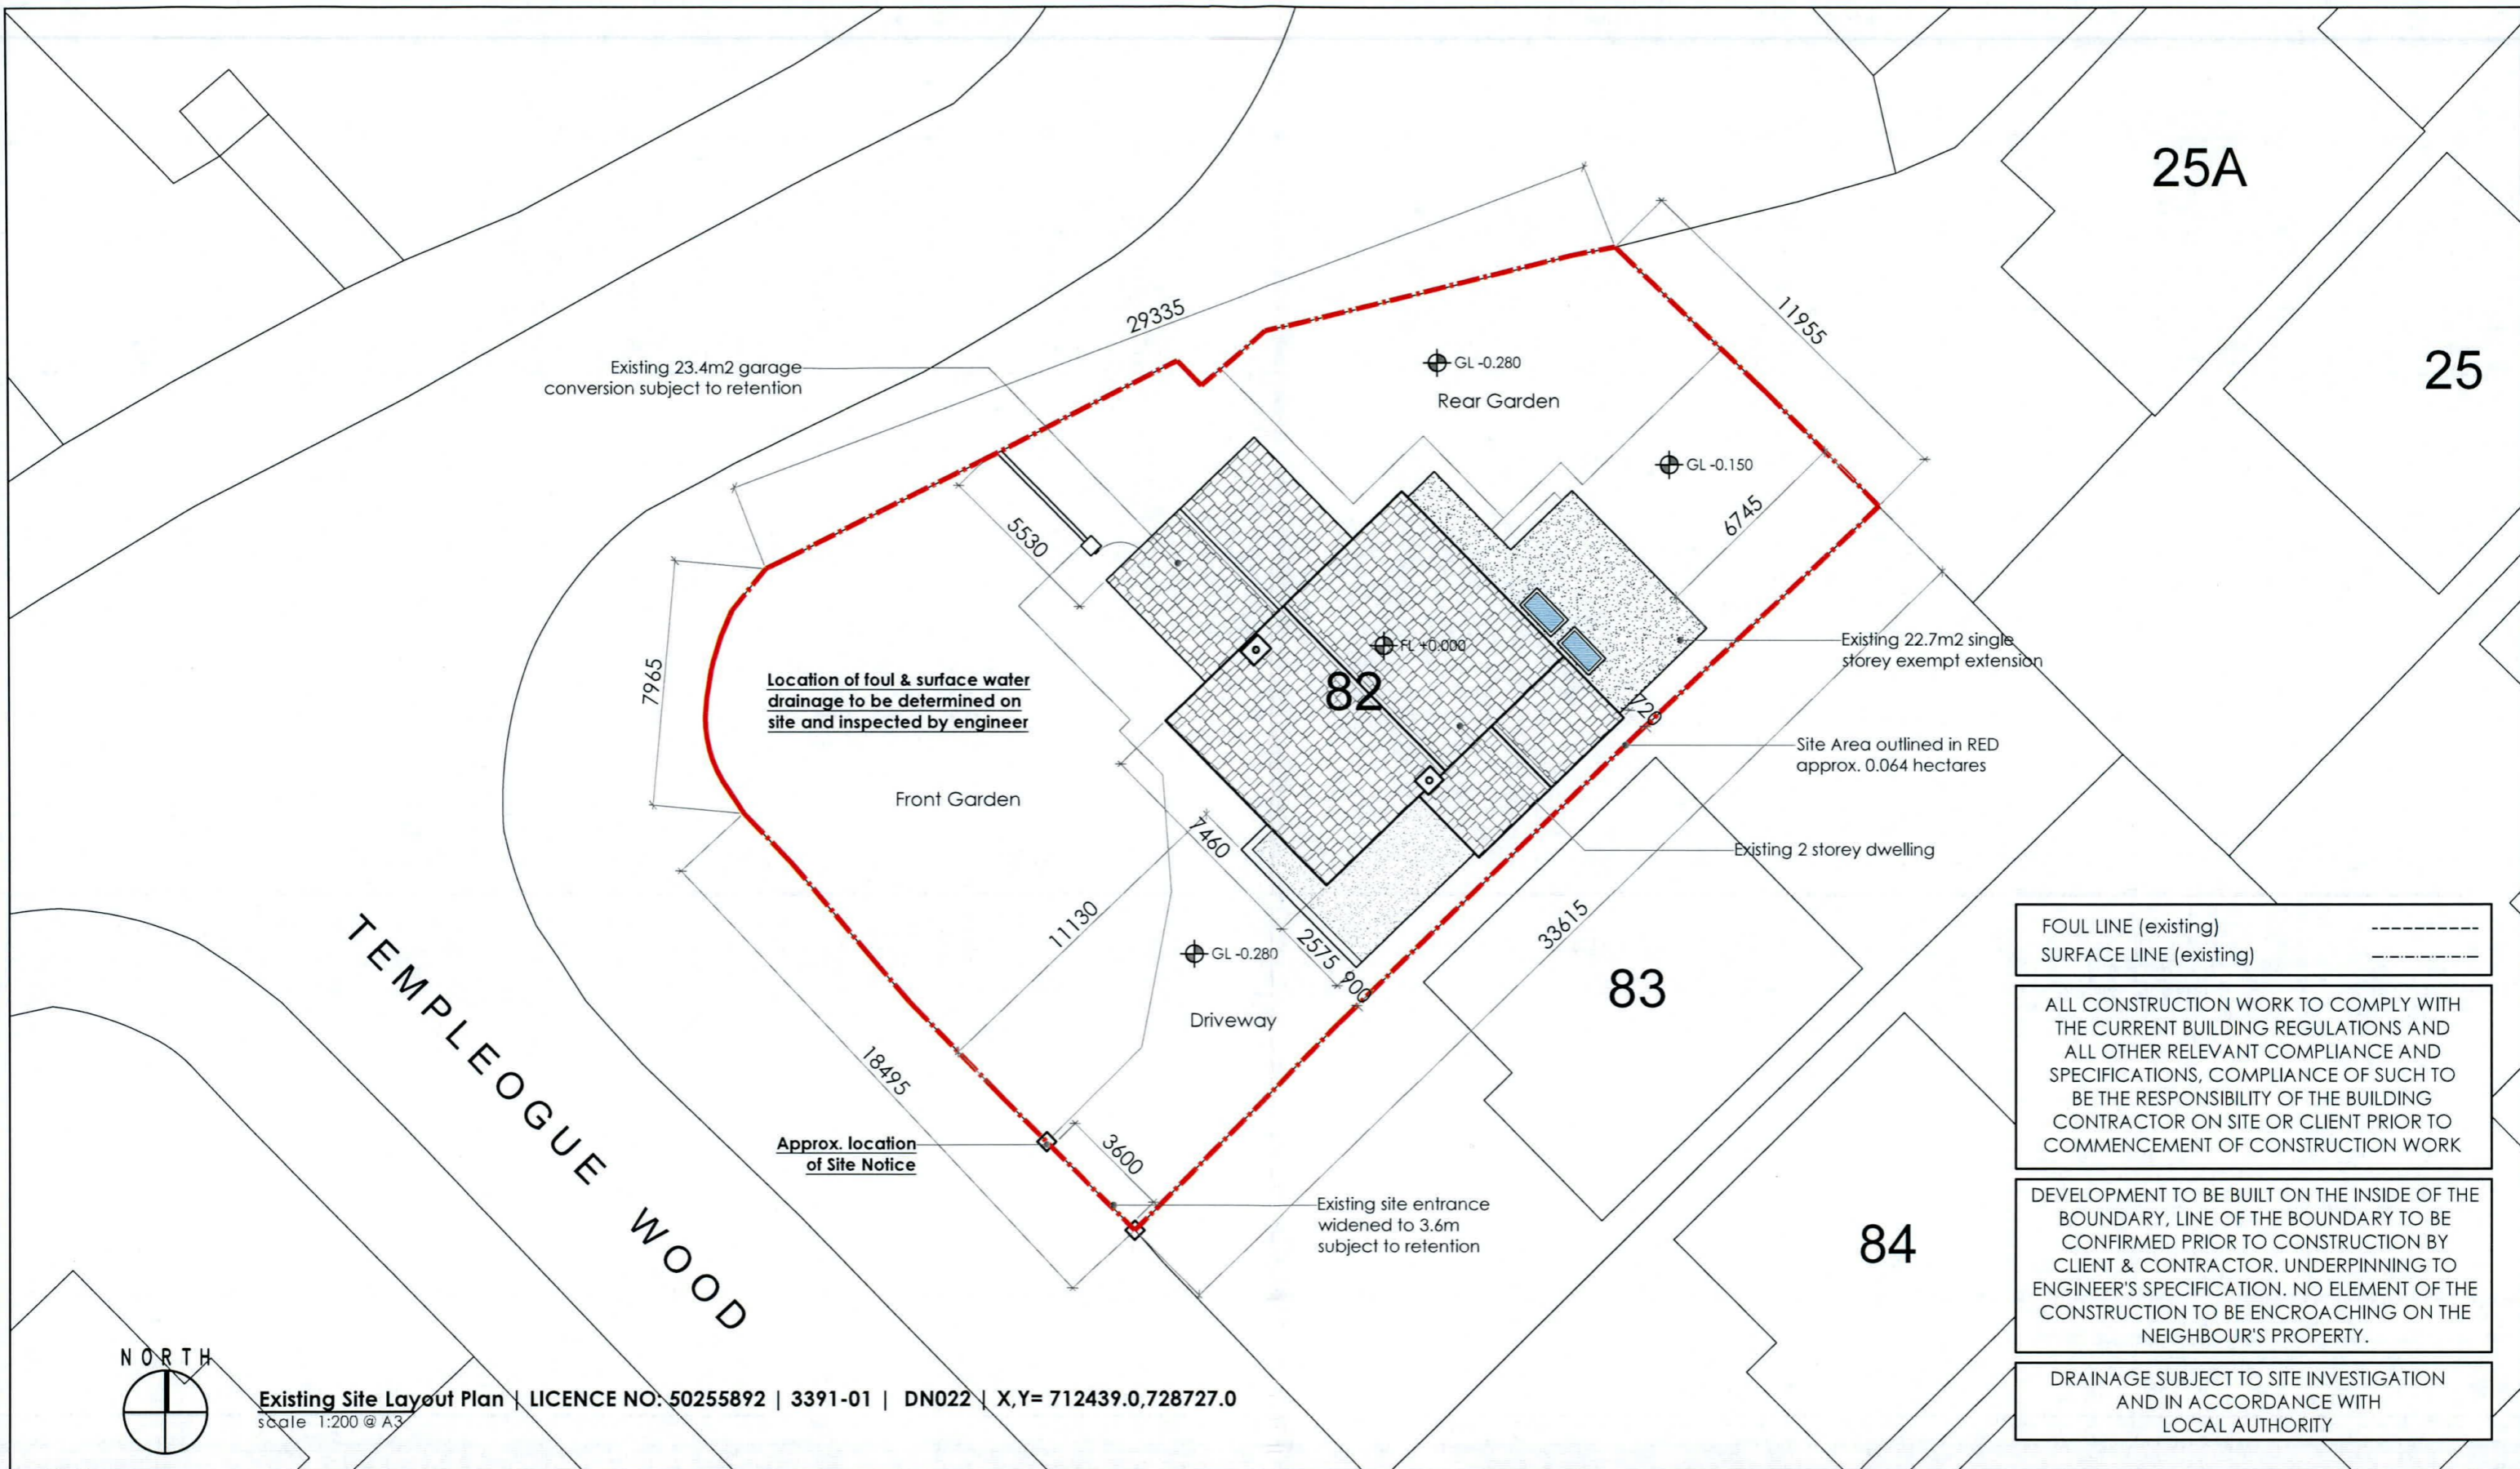 25A
25
29335
11955
Existing 23.4m2 garage
conversion subject to retention
GL -0.280
Rear Garden
GL -0.150
5530
6745
7965
FL +0.000
82
Existing 22.7m2 single
storey exempt extension
Location of foul & surface water
drainage to be determined on
site and inspected by engineer
720
Site Area outlined in RED
approx. 0.064 hectares
Front Garden
7460
Existing 2 storey dwelling
11130
33615
2575
900
GL -0.280
Driveway
83
18495
TEMPLEOGUE WOOD
Approx. location
of Site Notice
3600
Existing site entrance
widened to 3.6m
subject to retention
84
FOUL LINE (existing)
SURFACE LINE (existing)
ALL CONSTRUCTION WORK TO COMPLY WITH
THE CURRENT BUILDING REGULATIONS AND
ALL OTHER RELEVANT COMPLIANCE AND
SPECIFICATIONS, COMPLIANCE OF SUCH TO
BE THE RESPONSIBILITY OF THE BUILDING
CONTRACTOR ON SITE OR CLIENT PRIOR TO
COMMENCEMENT OF CONSTRUCTION WORK
DEVELOPMENT TO BE BUILT ON THE INSIDE OF THE
BOUNDARY, LINE OF THE BOUNDARY TO BE
CONFIRMED PRIOR TO CONSTRUCTION BY
CLIENT & CONTRACTOR. UNDERPINNING TO
ENGINEER'S SPECIFICATION. NO ELEMENT OF THE
CONSTRUCTION TO BE ENCROACHING ON THE
NEIGHBOUR'S PROPERTY.
DRAINAGE SUBJECT TO SITE INVESTIGATION
AND IN ACCORDANCE WITH
LOCAL AUTHORITY
NORTH
Existing Site Layout Plan | LICENCE NO: 50255892 | 3391-01 | DN022 | X,Y= 712439.0,728727.0
scale 1:200 @ A3